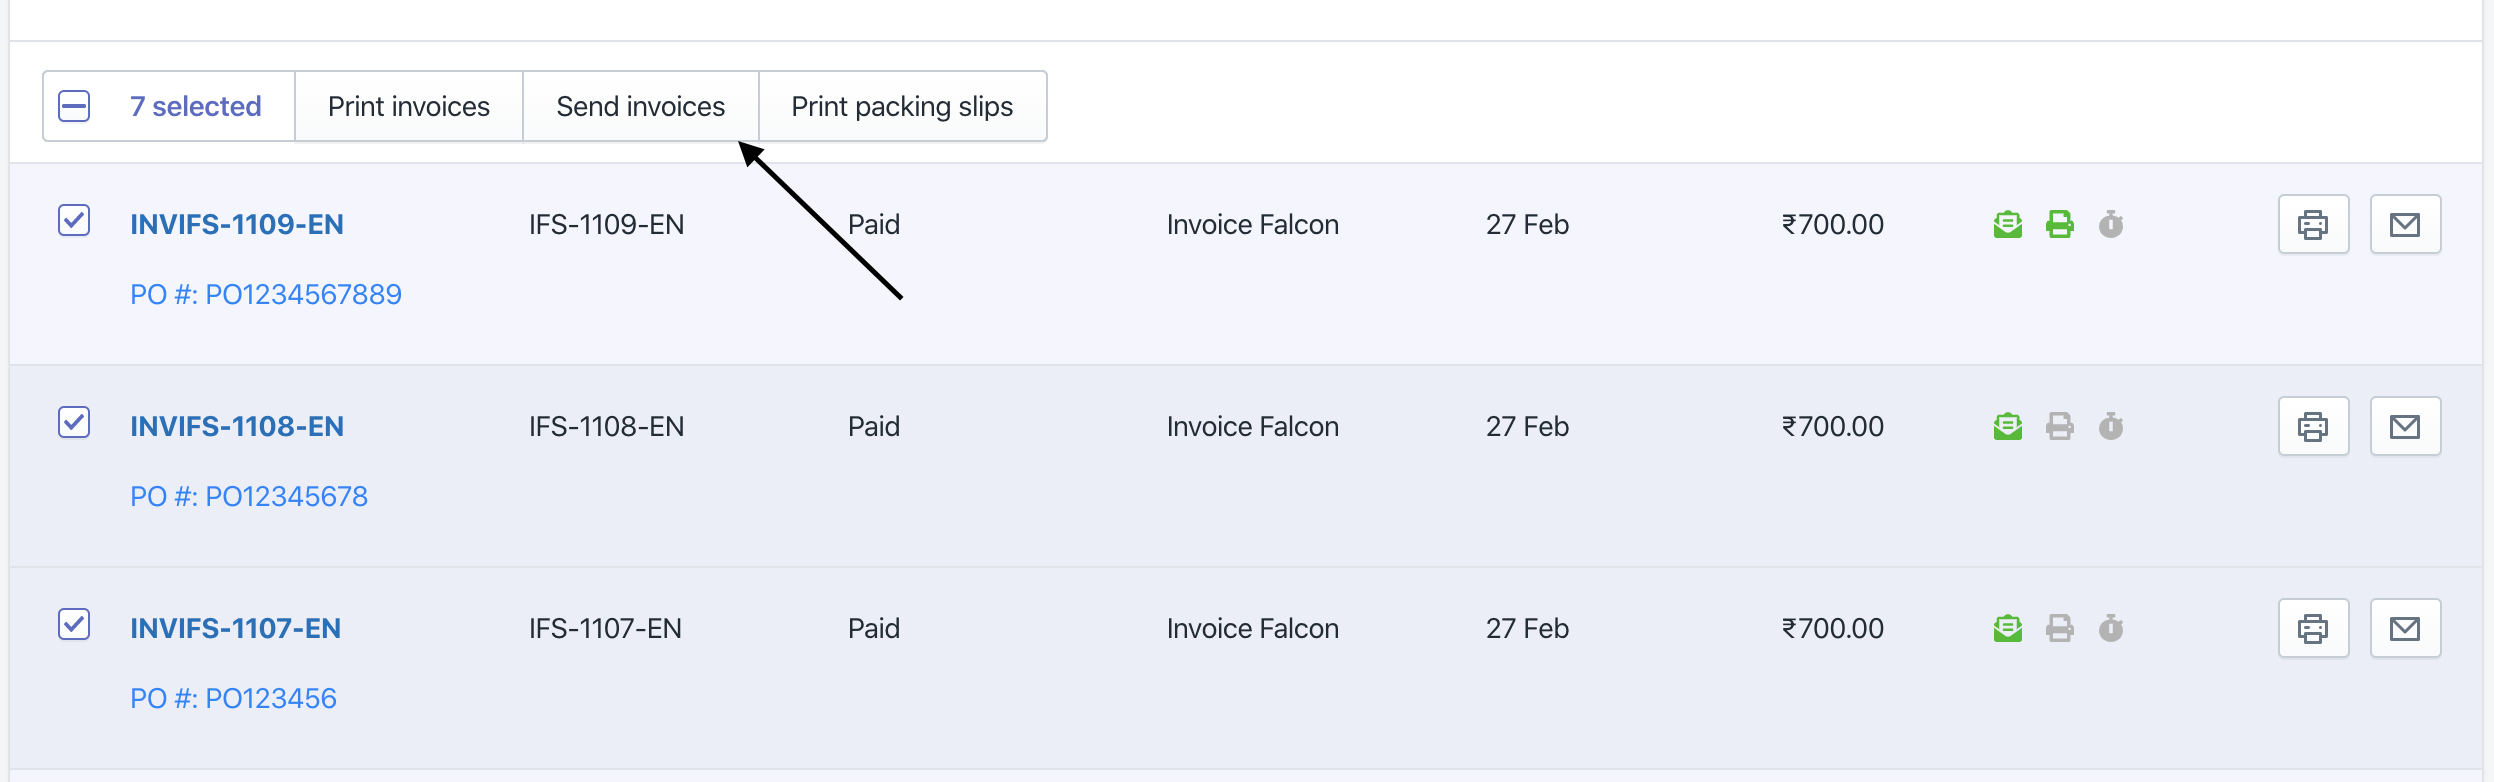 7 selected Print invoices Send invoices Print packing slips
INVIFS-1109-EN IFS-1109-EN Paid Invoice Falcon 27 Feb ₹700.00
PO #: PO1234567889
INVIFS-1108-EN IFS-1108-EN Paid Invoice Falcon 27 Feb ₹700.00
PO #: PO12345678
INVIFS-1107-EN IFS-1107-EN Paid Invoice Falcon 27 Feb ₹700.00
PO #: PO123456